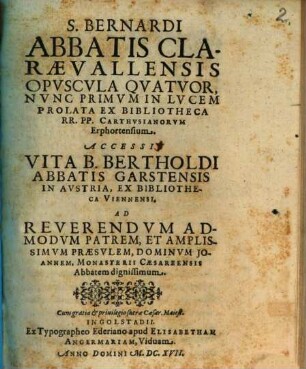 2.
S. BERNARDI
ABBATIS CLA-
RÆVALLENSIS
OPVSCVLA QVATVOR,
NVNC PRIMVM IN LVCEM
PROLATA EX BIBLIOTHECA
RR. PP. CARTHVSIANORVM
Erphortensium.
ACCESSIT
VITA B. BERTHOLDI
ABBATIS GARSTENSIS
IN AVSTRIA, EX BIBLIOTHE-
CA VIENNENSI,
AD
REVERENDVM AD-
MODVM PATREM, ET AMPLIS-
SIMVM PRÆSVLEM, DOMINVM JO-
ANNEM, MONASTERII CÆSAREENSIS
Abbatem dignissimum.
Cum gratia & privilegio sacræ Cæsar. Maiest.
INGOLSTADII.
Ex Typographeo Ederiano apud ELISABETHAM
ANGERMARIAM, Viduam.
ANNO DOMINI M. DC. XVII.